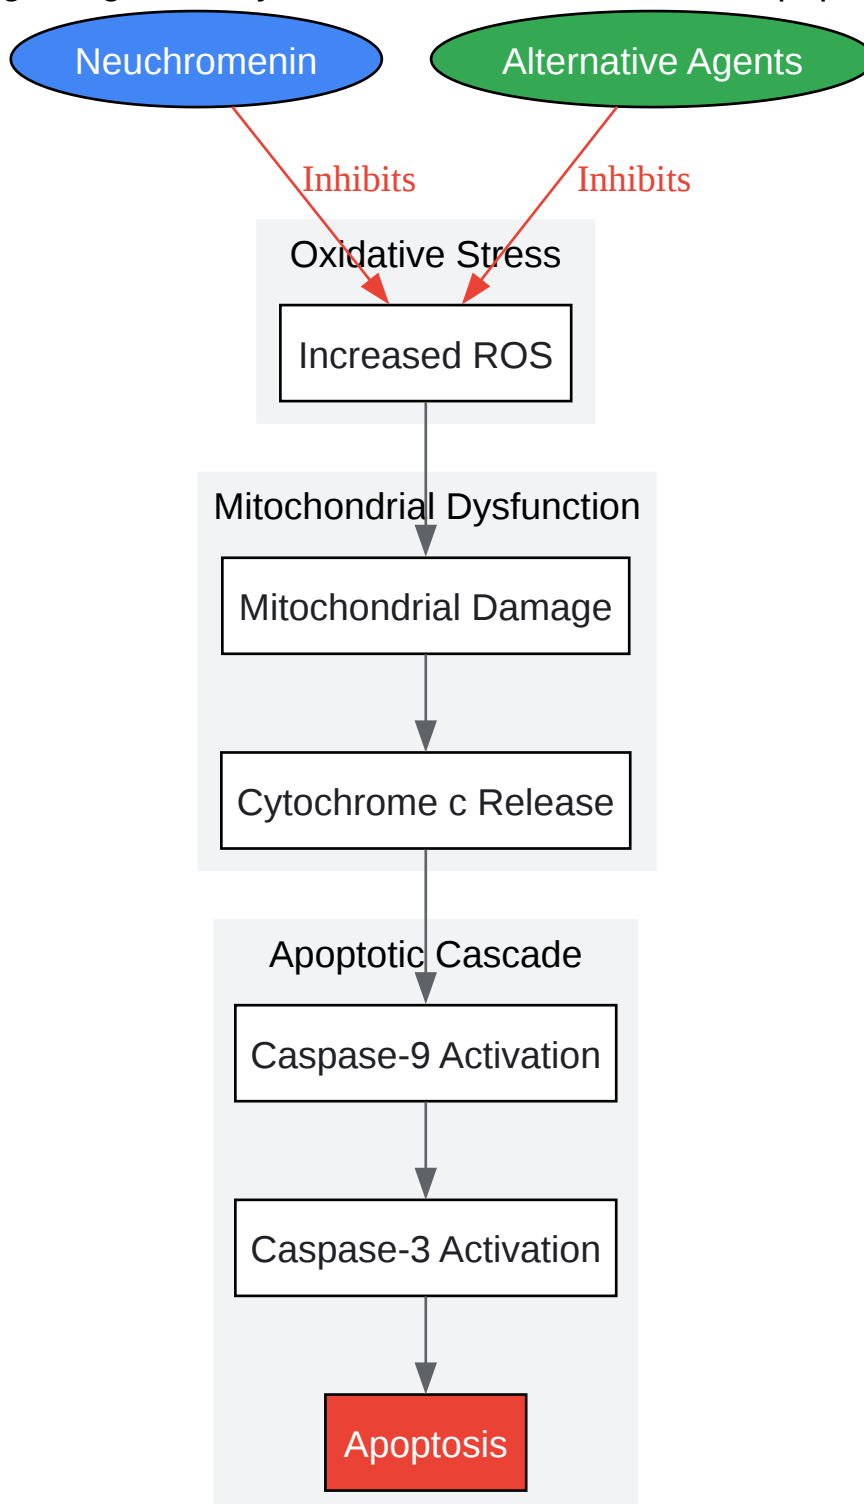 Neuchromenin
Alternative Agents
Inhibits
Inhibits
Oxidative Stress
Increased ROS
Mitochondrial Dysfunction
Mitochondrial Damage
Cytochrome c Release
Apoptotic Cascade
Caspase-9 Activation
Caspase-3 Activation
Apoptosis